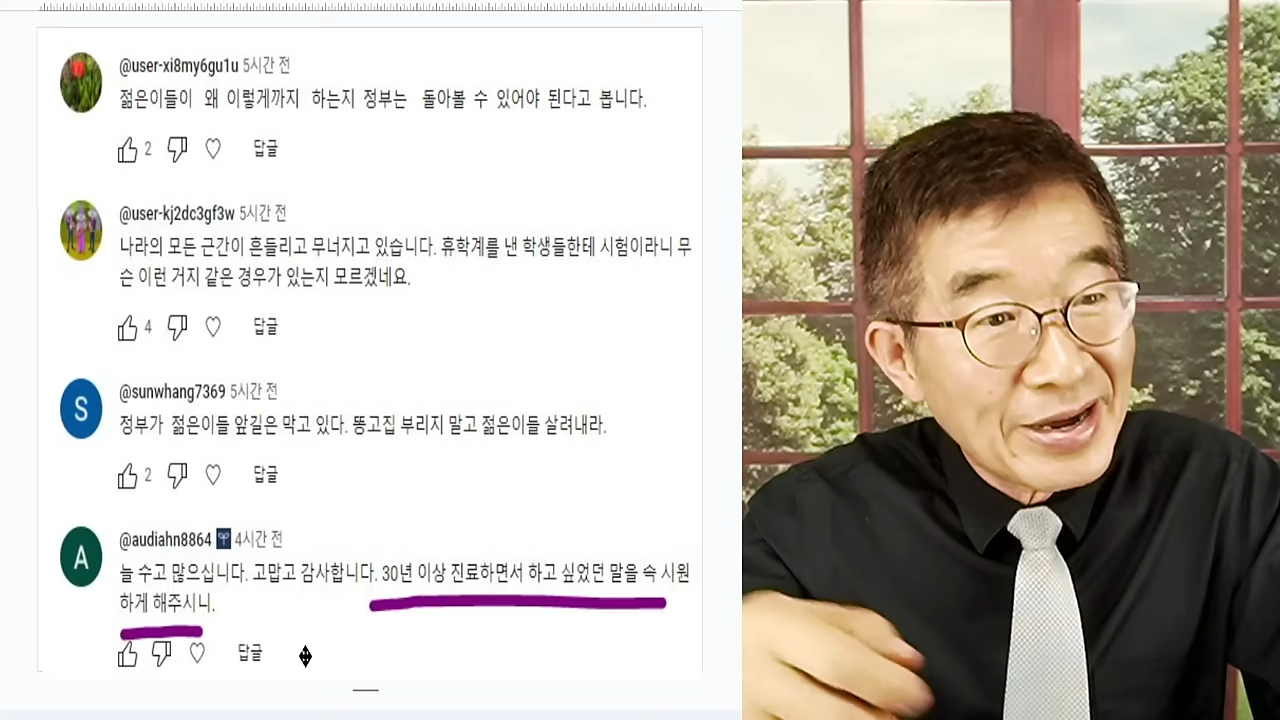 @user-xi8my6gu1u 5시간 전
젊은이들이 왜 이렇게까지 하는지 정부는 돌아볼 수 있어야 된다고 봅니다.
2 답글
@user-kj2dc3gf3w 5시간 전
나라의 모든 근간이 흔들리고 무너지고 있습니다. 휴학계를 낸 학생들한테 시험이라니 무
슨 이런 거지 같은 경우가 있는지 모르겠네요.
4 답글
S
@sunwhang7369 5시간 전
정부가 젊은이들 앞길은 막고 있다. 똥고집 부리지 말고 젊은이들 살려내라.
2 답글
A
@audiahn8864 4시간 전
늘 수고 많으십니다. 고맙고 감사합니다. 30년 이상 진료하면서 하고 싶었던 말을 속 시원
하게 해주시니.
답글